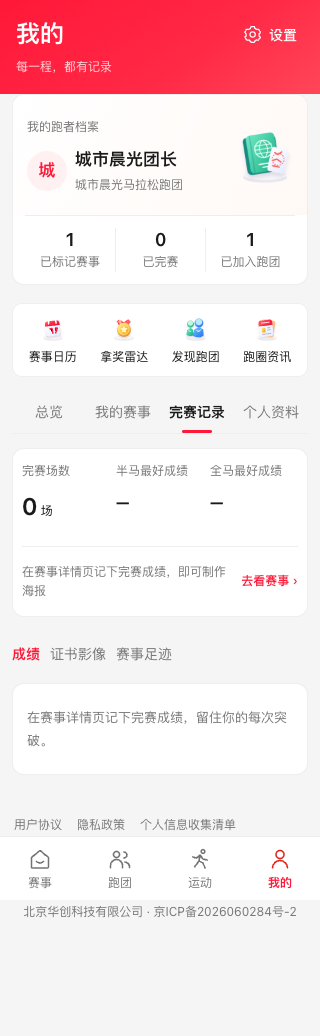 我的
设置
每一程，都有记录
我的跑者档案
城
城市晨光团长
城市晨光马拉松跑团
1
0
1
已标记赛事
已完赛
已加入跑团
赛事日历
拿奖雷达
发现跑团
跑圈资讯
总览
我的赛事
完赛记录
个人资料
完赛场数
半马最好成绩
全马最好成绩
0 场
–
–
在赛事详情页记下完赛成绩，即可制作
海报
去看赛事 ›
成绩
证书影像
赛事足迹
在赛事详情页记下完赛成绩，留住你的每次突
破。
用户协议
隐私政策
个人信息收集清单
赛事
跑团
运动
我的
北京华创科技有限公司 · 京ICP备2026060284号-2